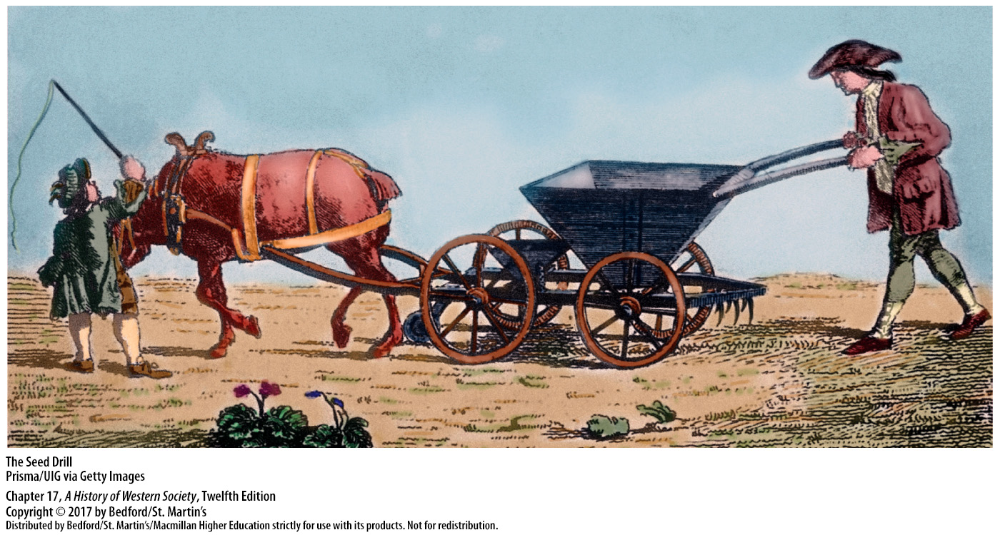 The Seed Drill
Prisma/UIG via Getty Images
Chapter 17, A History of Western Society, Twelfth Edition
Copyright © 2017 by Bedford/St. Martin's
Distributed by Bedford/St. Martin's/Macmillan Higher Education strictly for use with its products. Not for redistribution.